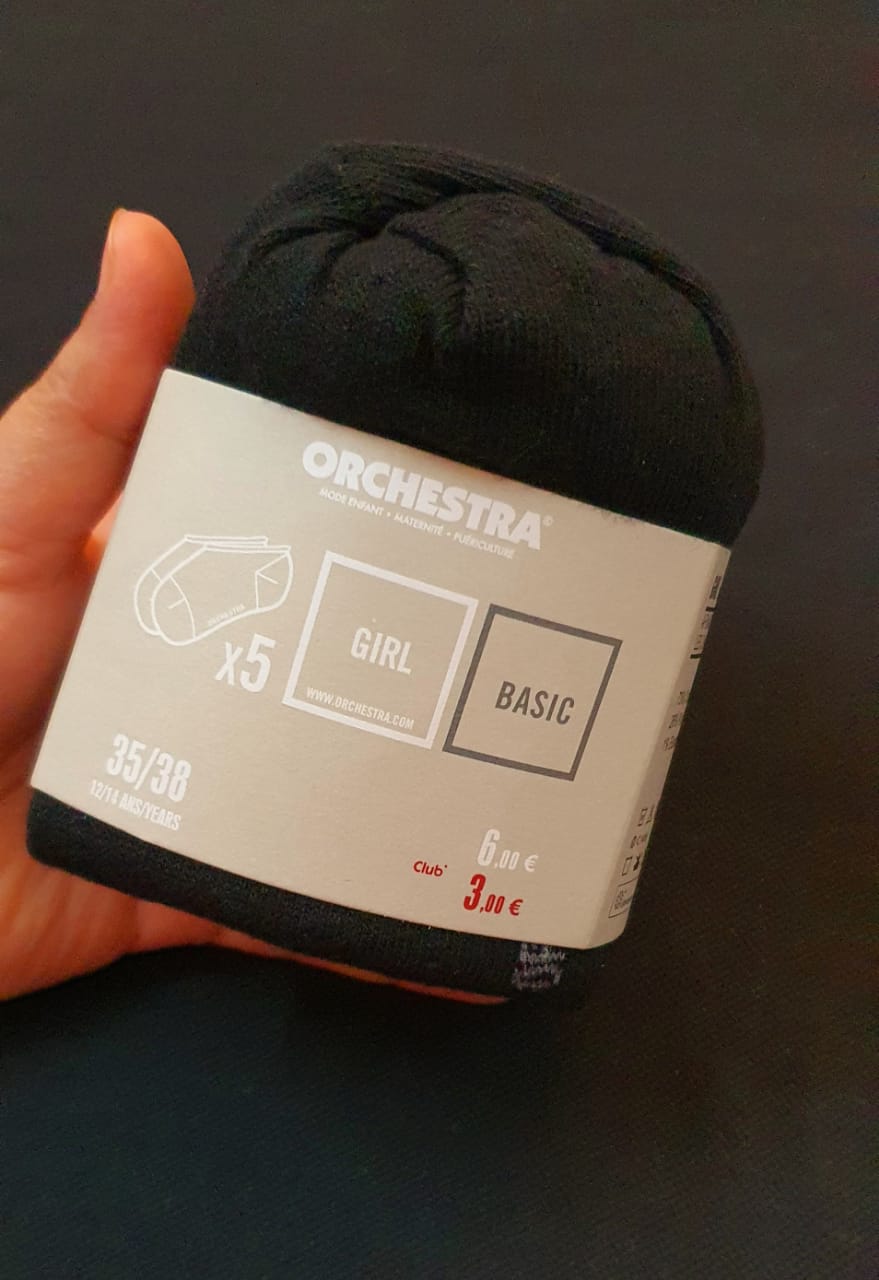 ORCHESTRA©
MODE ENFANT • MATERNITÉ • PUÉRICULTURE
ORCHESTRA
x5
GIRL
WWW.ORCHESTRA.COM
BASIC
35/38
12/14 ANS/YEARS
6,00 €
Club*
3,00 €